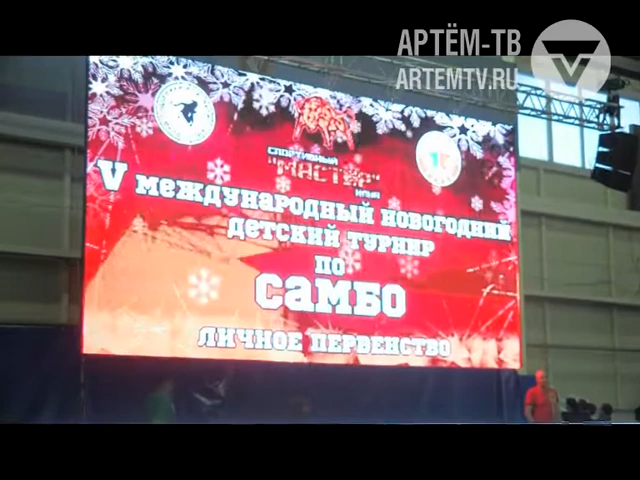 АРТЁМ-ТВ
ARTEMTV.RU
СПОРТИВНЫЙ
"МАСТЕР"
КЛУБ
V МЕЖДУНАРОДНЫЙ НОВОГОДНИЙ
ДЕТСКИЙ ТУРНИР
ПО
САМБО
ЛИЧНОЕ ПЕРВЕНСТВО